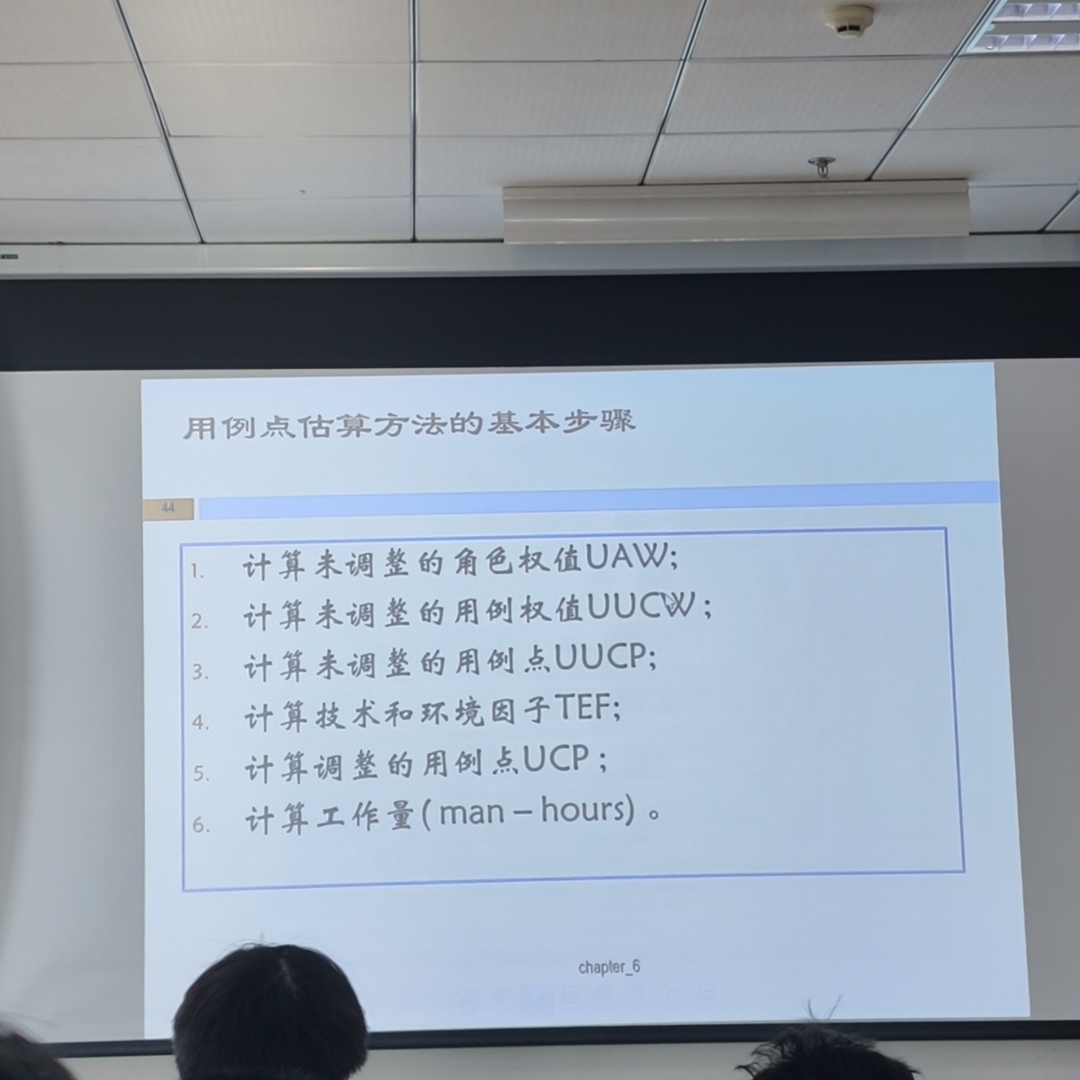 用例点估算方法的基本步骤
44
1. 计算未调整的角色权值UAW;
2. 计算未调整的用例权值UUCW;
3. 计算未调整的用例点UUCP;
4. 计算技术和环境因子TEF;
5. 计算调整的用例点UCP;
6. 计算工作量(man-hours)。
chapter_6